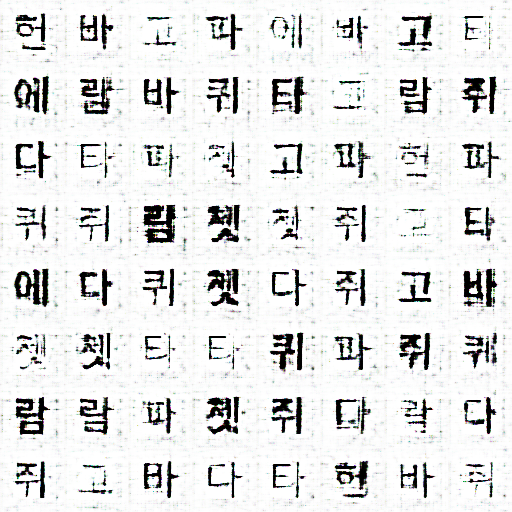 헌 바 고 파 에 바 고 타
에 람 바 퀴 타 고 람 쥐
다 타 파 젯 고 파 헌 파
퀴 쥐 람 쳇 쳇 쥐 고 타
에 다 퀴 쳇 다 쥐 고 바
쳇 쳇 타 타 퀴 파 쥐 퀴
람 람 파 쳇 쥐 다 람 다
쥐 고 바 다 타 헌 바 쥐